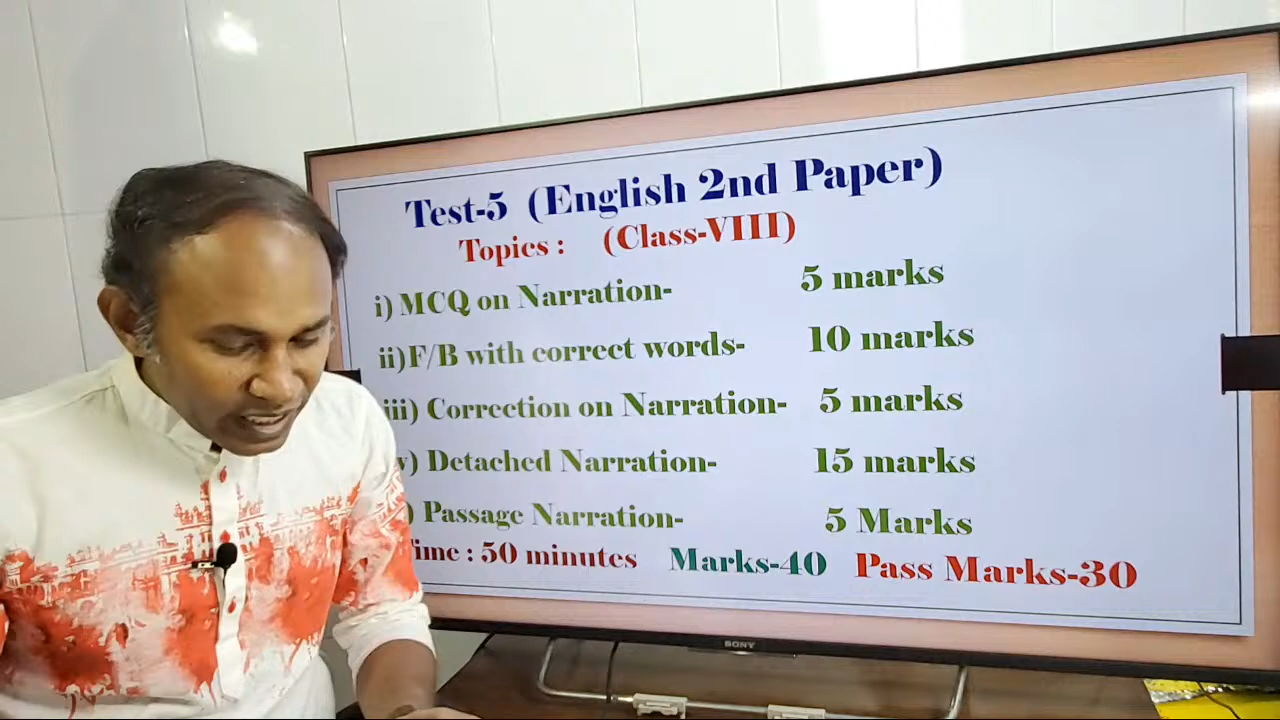 Test-5 (English 2nd Paper)
Topics : (Class-VIII)
i) MCQ on Narration- 5 marks
ii)F/B with correct words- 10 marks
iii) Correction on Narration- 5 marks
v) Detached Narration- 15 marks
) Passage Narration- 5 Marks
ime : 50 minutes Marks-40 Pass Marks-30
SONY